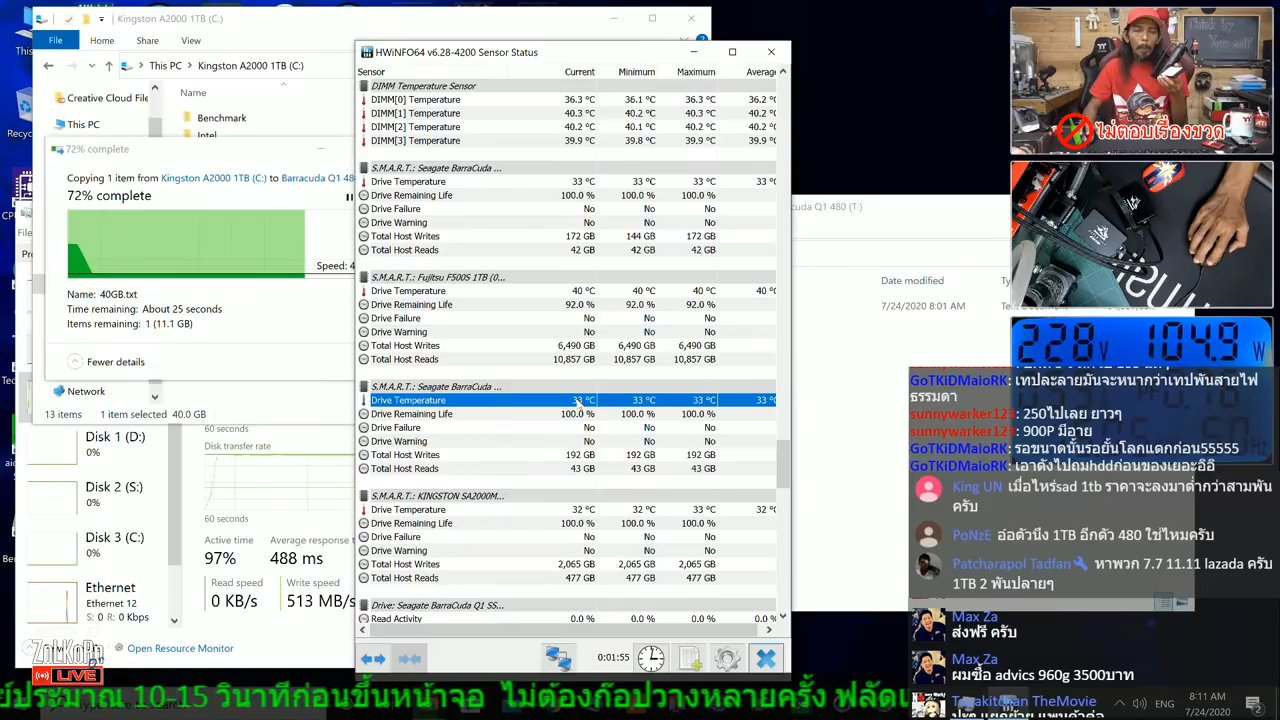 Kingston A2000 1TB (C:)
File Home Share View
This PC Kingston A2000 1TB (C:)
Creative Cloud File
This PC
Name
Benchmark
Intel
72% complete
Copying 1 item from Kingston A2000 1TB (C:) to Barracuda Q1 48
72% complete
Speed: 4
Name: 40GB.txt
Time remaining: About 25 seconds
Items remaining: 1 (11.1 GB)
Fewer details
Network
13 items 1 item selected 40.0 GB
Disk 1 (D:)
0%
Disk 2 (S:)
0%
Disk 3 (C:)
0%
Ethernet
Ethernet 12
S: 0 R: 0 Kbps
60 seconds
Disk transfer rate
60 seconds
Active time Average response t
97% 488 ms
Read speed Write speed
0 KB/s 513 MB/s
Open Resource Monitor
HWiNFO64 v6.28-4200 Sensor Status
Sensor Current Minimum Maximum Average
DIMM Temperature Sensor
DIMM[0] Temperature 36.3 °C 36.1 °C 36.3 °C 36.2 °C
DIMM[1] Temperature 40.3 °C 40.2 °C 40.3 °C 40.2 °C
DIMM[2] Temperature 40.2 °C 40.1 °C 40.2 °C 40.2 °C
DIMM[3] Temperature 39.9 °C 39.8 °C 39.9 °C 39.9 °C
S.M.A.R.T.: Seagate BarraCuda ...
Drive Temperature 33 °C 33 °C 33 °C 33 °C
Drive Remaining Life 100.0 % 100.0 % 100.0 %
Drive Failure No No No
Drive Warning No No No
Total Host Writes 172 GB 144 GB 172 GB
Total Host Reads 42 GB 42 GB 42 GB
S.M.A.R.T.: Fujitsu F500S 1TB (0...
Drive Temperature 40 °C 40 °C 40 °C 40 °C
Drive Remaining Life 92.0 % 92.0 % 92.0 %
Drive Failure No No No
Drive Warning No No No
Total Host Writes 6,490 GB 6,490 GB 6,490 GB
Total Host Reads 10,857 GB 10,857 GB 10,857 GB
S.M.A.R.T.: Seagate BarraCuda ...
Drive Temperature 33 °C 33 °C 33 °C 33 °C
Drive Remaining Life 100.0 % 100.0 % 100.0 %
Drive Failure No No No
Drive Warning No No No
Total Host Writes 192 GB 192 GB 192 GB
Total Host Reads 43 GB 43 GB 43 GB
S.M.A.R.T.: KINGSTON SA2000M...
Drive Temperature 32 °C 32 °C 33 °C 32 °C
Drive Remaining Life 100.0 % 100.0 % 100.0 %
Drive Failure No No No
Drive Warning No No No
Total Host Writes 2,065 GB 2,065 GB 2,065 GB
Total Host Reads 477 GB 477 GB 477 GB
Drive: Seagate BarraCuda Q1 SS...
Read Activity 0.0 % 0.0 % 0.0 %
0:01:55
cuda Q1 480 (T:)
Date modified
7/24/2020 8:01 AM
Think by Yourself
ไม่ตอบเรื่องขวด
228 V 104.9 W
GoTKiDMaioRK: เทปละลายมันจะหนากว่าเทปพันสายไฟ
ธรรมดา
sunnywarker123: 250ไปเลย ยาวๆ
sunnywarker123: 900P มีอาย
GoTKiDMaioRK: รอขนาดนั้นรอยั้นโลกแดกก่อน55555
GoTKiDMaioRK: เอาดังไปถมhddก่อนของเยอะอิอิ
King UN เมื่อไหร่sad 1tb ราคาจะลงมาต่ำกว่าสามพัน
ครับ
PoNzE อ่อตัวนึง 1TB อีกตัว 480 ใช่ไหมครับ
Patcharapol Tadfan หาพวก 7.7 11.11 lazada ครับ
1TB 2 พันปลายๆ
Max Za
ส่งฟรี ครับ
Max Za
ผมซื้อ advics 960g 3500บาท
TheMovie
8:11 AM
ENG
7/24/2020
ZoLKoRn
LIVE
ยประมาณ 10-15 วินาทีก่อนขึ้นหน้าจอ ไม่ต้องก๊อปวางหลายครั้ง